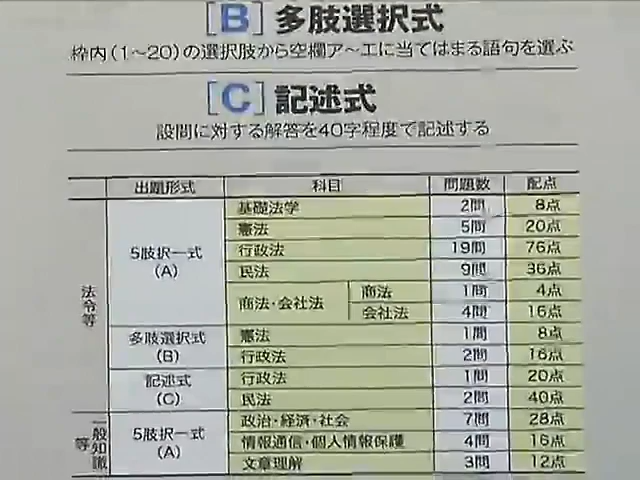 [B] 多肢選択式
枠内(1〜20)の選択肢から空欄ア〜エに当てはまる語句を選ぶ
[C] 記述式
設問に対する解答を40字程度で記述する
出題形式 科目 問題数 配点
法令等
5肢択一式(A)
基礎法学 2問 8点
憲法 5問 20点
行政法 19問 76点
民法 9問 36点
商法・会社法 商法 1問 4点
会社法 4問 16点
多肢選択式(B)
憲法 1問 8点
行政法 2問 16点
記述式(C)
行政法 1問 20点
民法 2問 40点
一般知識等
5肢択一式(A)
政治・経済・社会 7問 28点
情報通信・個人情報保護 4問 16点
文章理解 3問 12点